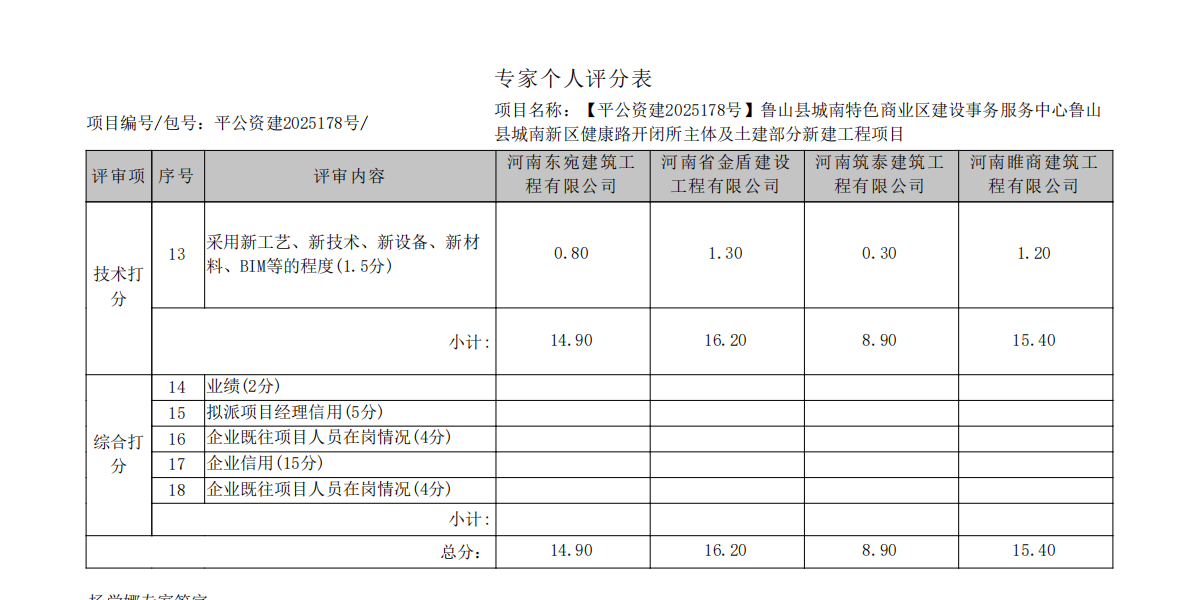 专家个人评分表
项目编号/包号：平公资建2025178号/
项目名称：【平公资建2025178号】鲁山县城南特色商业区建设事务服务中心鲁山
县城南新区健康路开闭所主体及土建部分新建工程项目
评审项 序号 评审内容 河南东宛建筑工 河南省金盾建设 河南筑泰建筑工 河南睢商建筑工
程有限公司 工程有限公司 程有限公司 程有限公司
技术打
分
13
采用新工艺、新技术、新设备、新材
料、BIM等的程度(1.5分)
0.80 1.30 0.30 1.20
小计: 14.90 16.20 8.90 15.40
综合打
分
14 业绩(2分)
15 拟派项目经理信用(5分)
16 企业既往项目人员在岗情况(4分)
17 企业信用(15分)
18 企业既往项目人员在岗情况(4分)
小计:
总分： 14.90 16.20 8.90 15.40